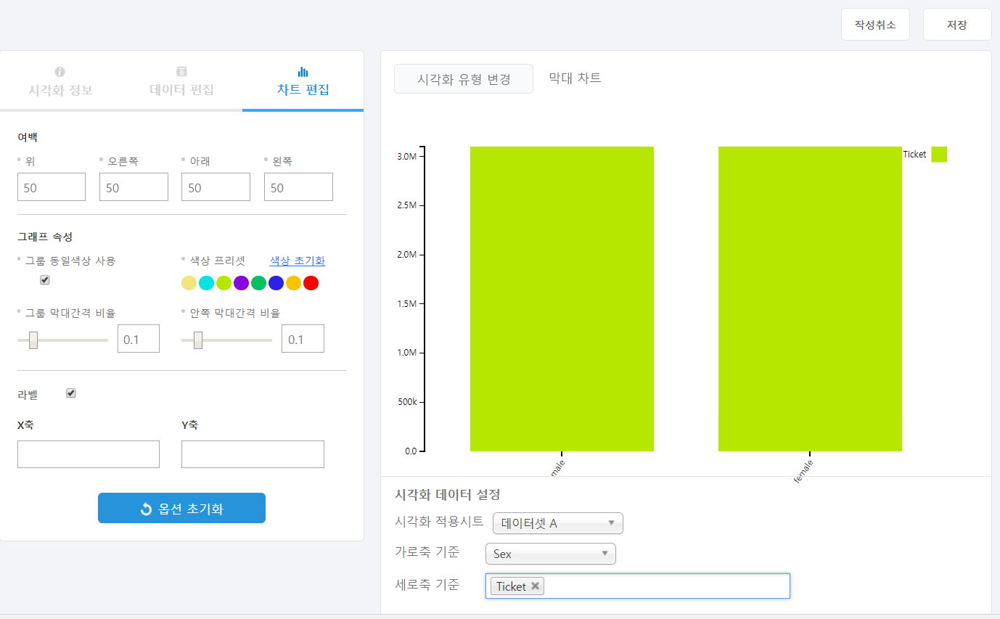 작성취소 저장
시각화 정보 데이터 편집 차트 편집
여백
위 오른쪽 아래 왼쪽
50 50 50 50
그래프 속성
그룹 동일색상 사용 색상 프리셋 색상 초기화
그룹 막대간격 비율 안쪽 막대간격 비율
0.1 0.1
라벨
X축 Y축
옵션 초기화
시각화 유형 변경 막대 차트
3.0M
2.5M
2.0M
1.5M
1.0M
500k
0.0
male female
Ticket
시각화 데이터 설정
시각화 적용시트 데이터셋 A
가로축 기준 Sex
세로축 기준 Ticket